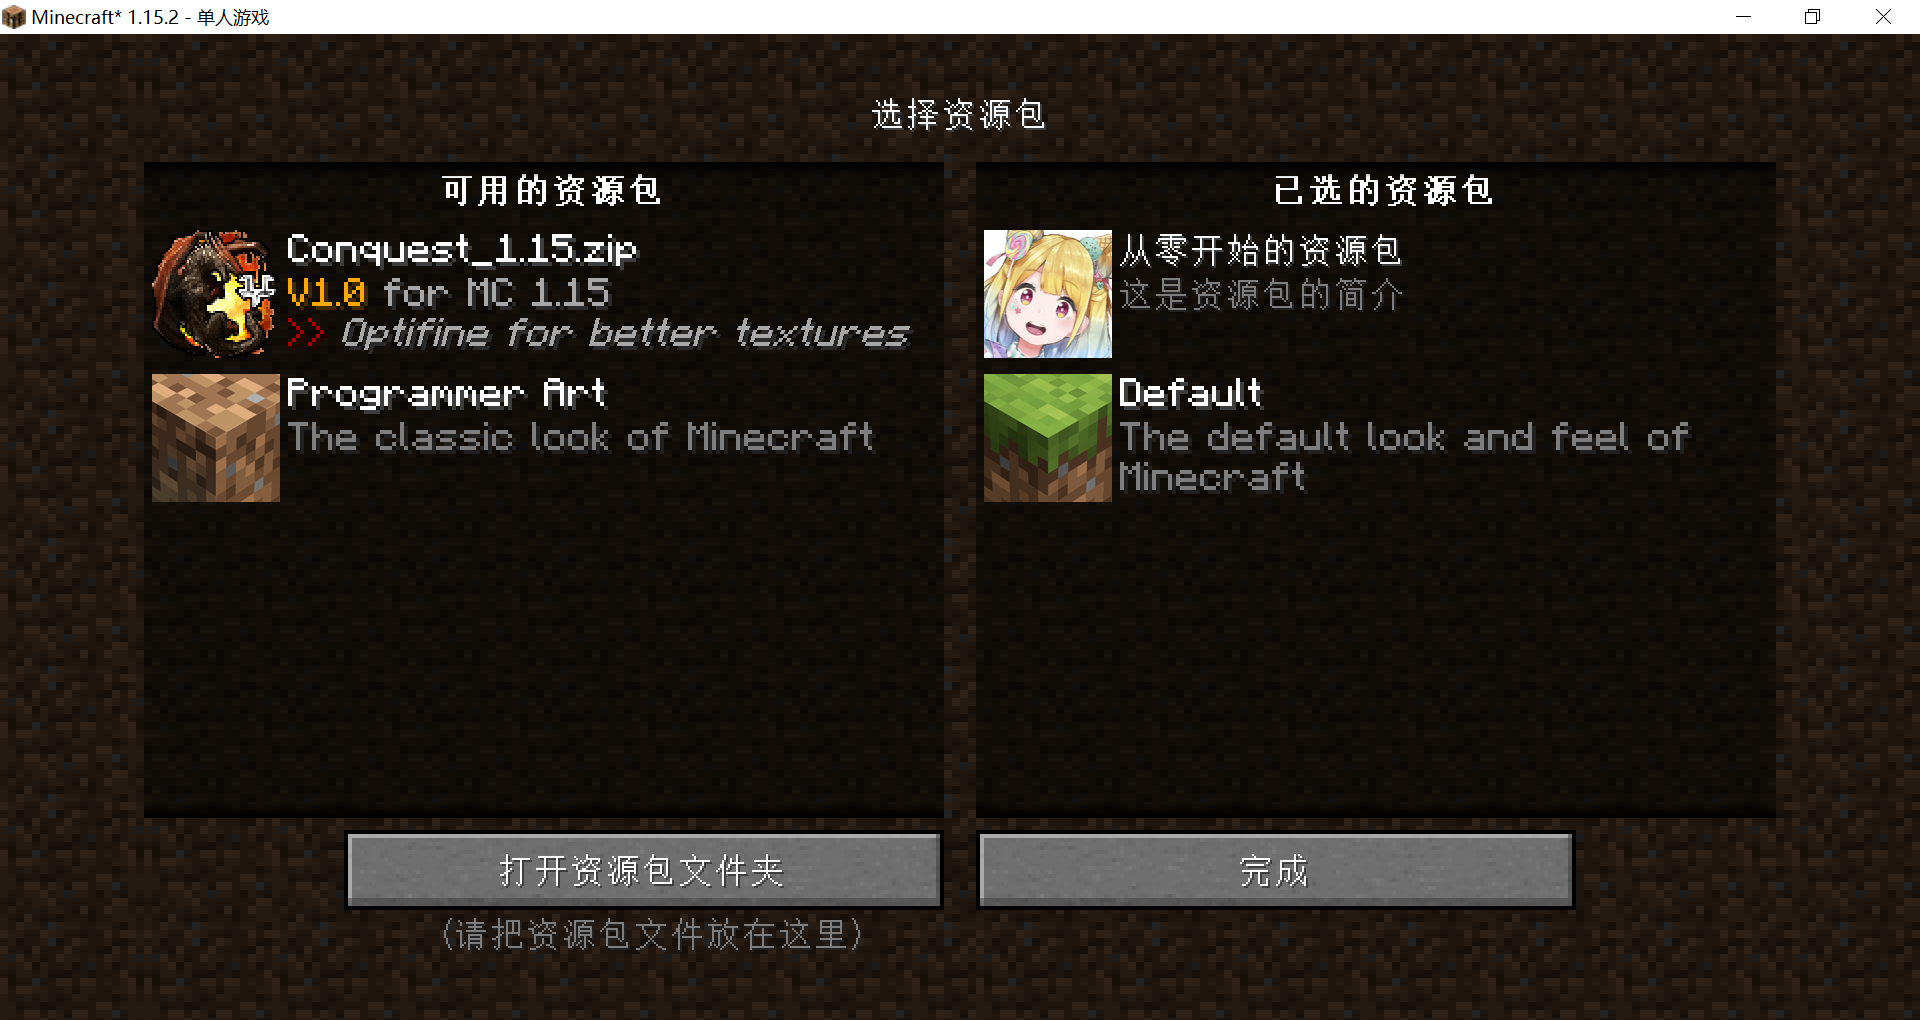 Minecraft* 1.15.2 - 单人游戏
选择资源包
可用的资源包
Conquest_1.15.zip
V1.0 for MC 1.15
>> Optifine for better textures
Programmer Art
The classic look of Minecraft
已选的资源包
从零开始的资源包
这是资源包的简介
Default
The default look and feel of
Minecraft
打开资源包文件夹
完成
(请把资源包文件放在这里)